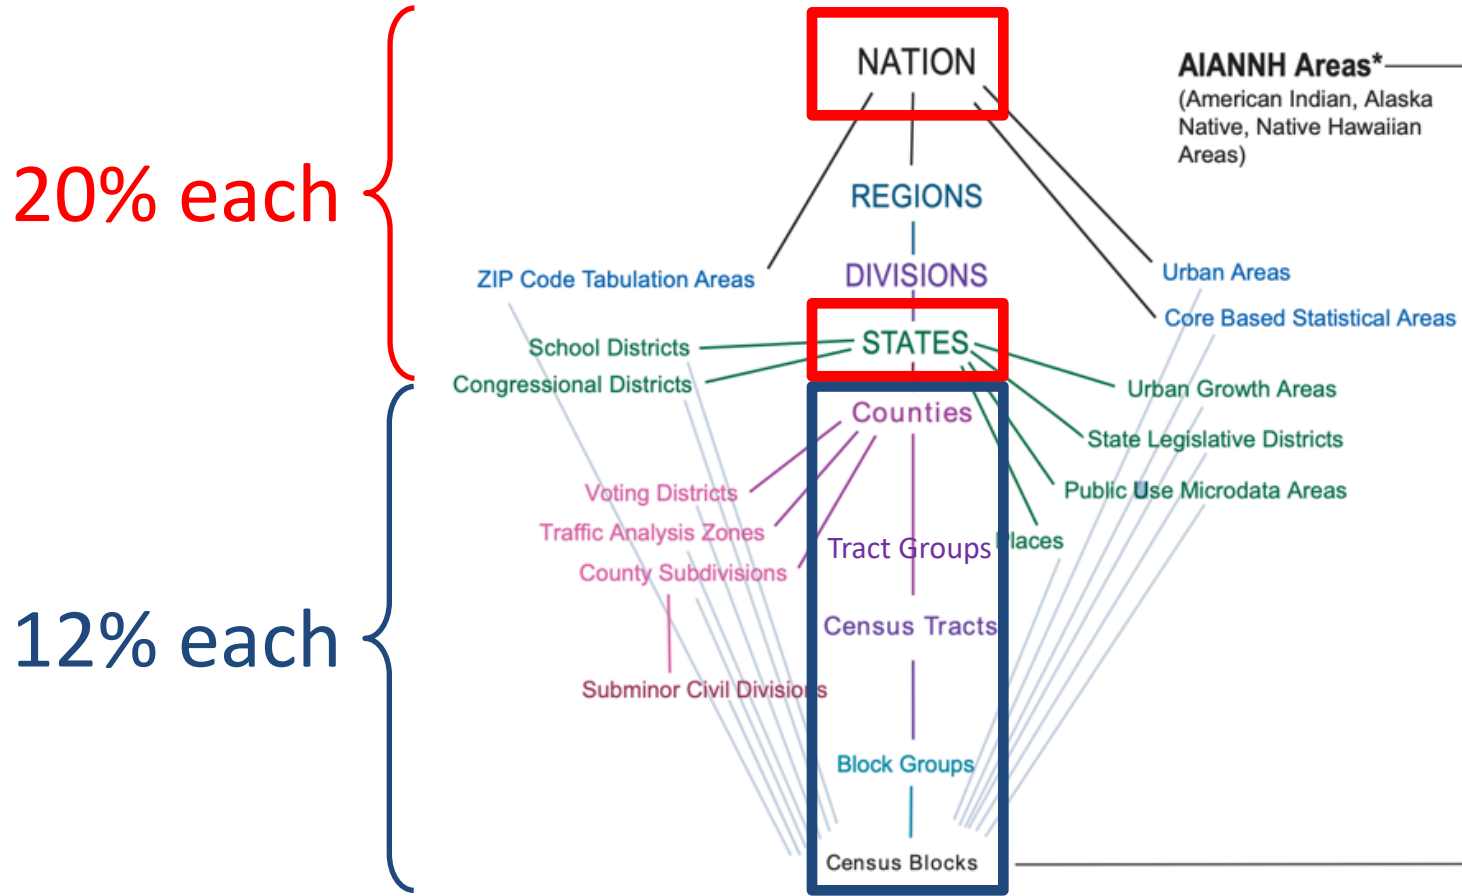 NATION
AIANNH Areas*
(American Indian, Alaska
Native, Native Hawaiian
Areas)
20% each
REGIONS
ZIP Code Tabulation Areas
DIVISIONS
Urban Areas
Core Based Statistical Areas
School Districts
STATES
Congressional Districts
Urban Growth Areas
Counties
State Legislative Districts
Voting Districts
Public Use Microdata Areas
Traffic Analysis Zones
Tract Groups
Places
County Subdivisions
12% each
Census Tracts
Subminor Civil Divisions
Block Groups
Census Blocks